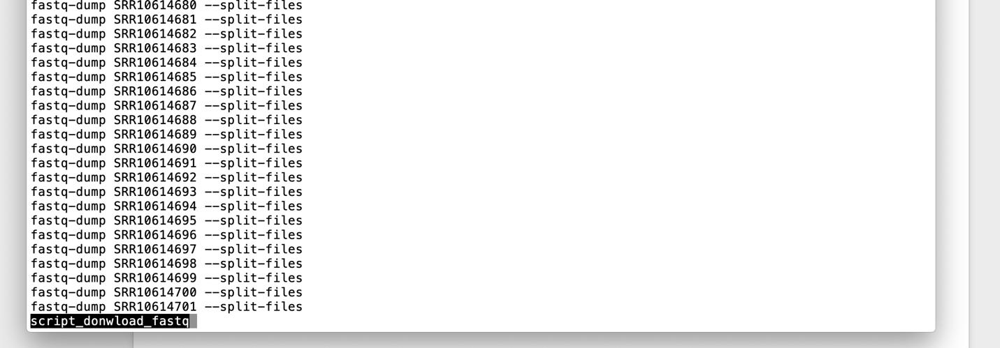 fastq-dump SRR10614680 --split-files
fastq-dump SRR10614681 --split-files
fastq-dump SRR10614682 --split-files
fastq-dump SRR10614683 --split-files
fastq-dump SRR10614684 --split-files
fastq-dump SRR10614685 --split-files
fastq-dump SRR10614686 --split-files
fastq-dump SRR10614687 --split-files
fastq-dump SRR10614688 --split-files
fastq-dump SRR10614689 --split-files
fastq-dump SRR10614690 --split-files
fastq-dump SRR10614691 --split-files
fastq-dump SRR10614692 --split-files
fastq-dump SRR10614693 --split-files
fastq-dump SRR10614694 --split-files
fastq-dump SRR10614695 --split-files
fastq-dump SRR10614696 --split-files
fastq-dump SRR10614697 --split-files
fastq-dump SRR10614698 --split-files
fastq-dump SRR10614699 --split-files
fastq-dump SRR10614700 --split-files
fastq-dump SRR10614701 --split-files
script_donwload_fastq